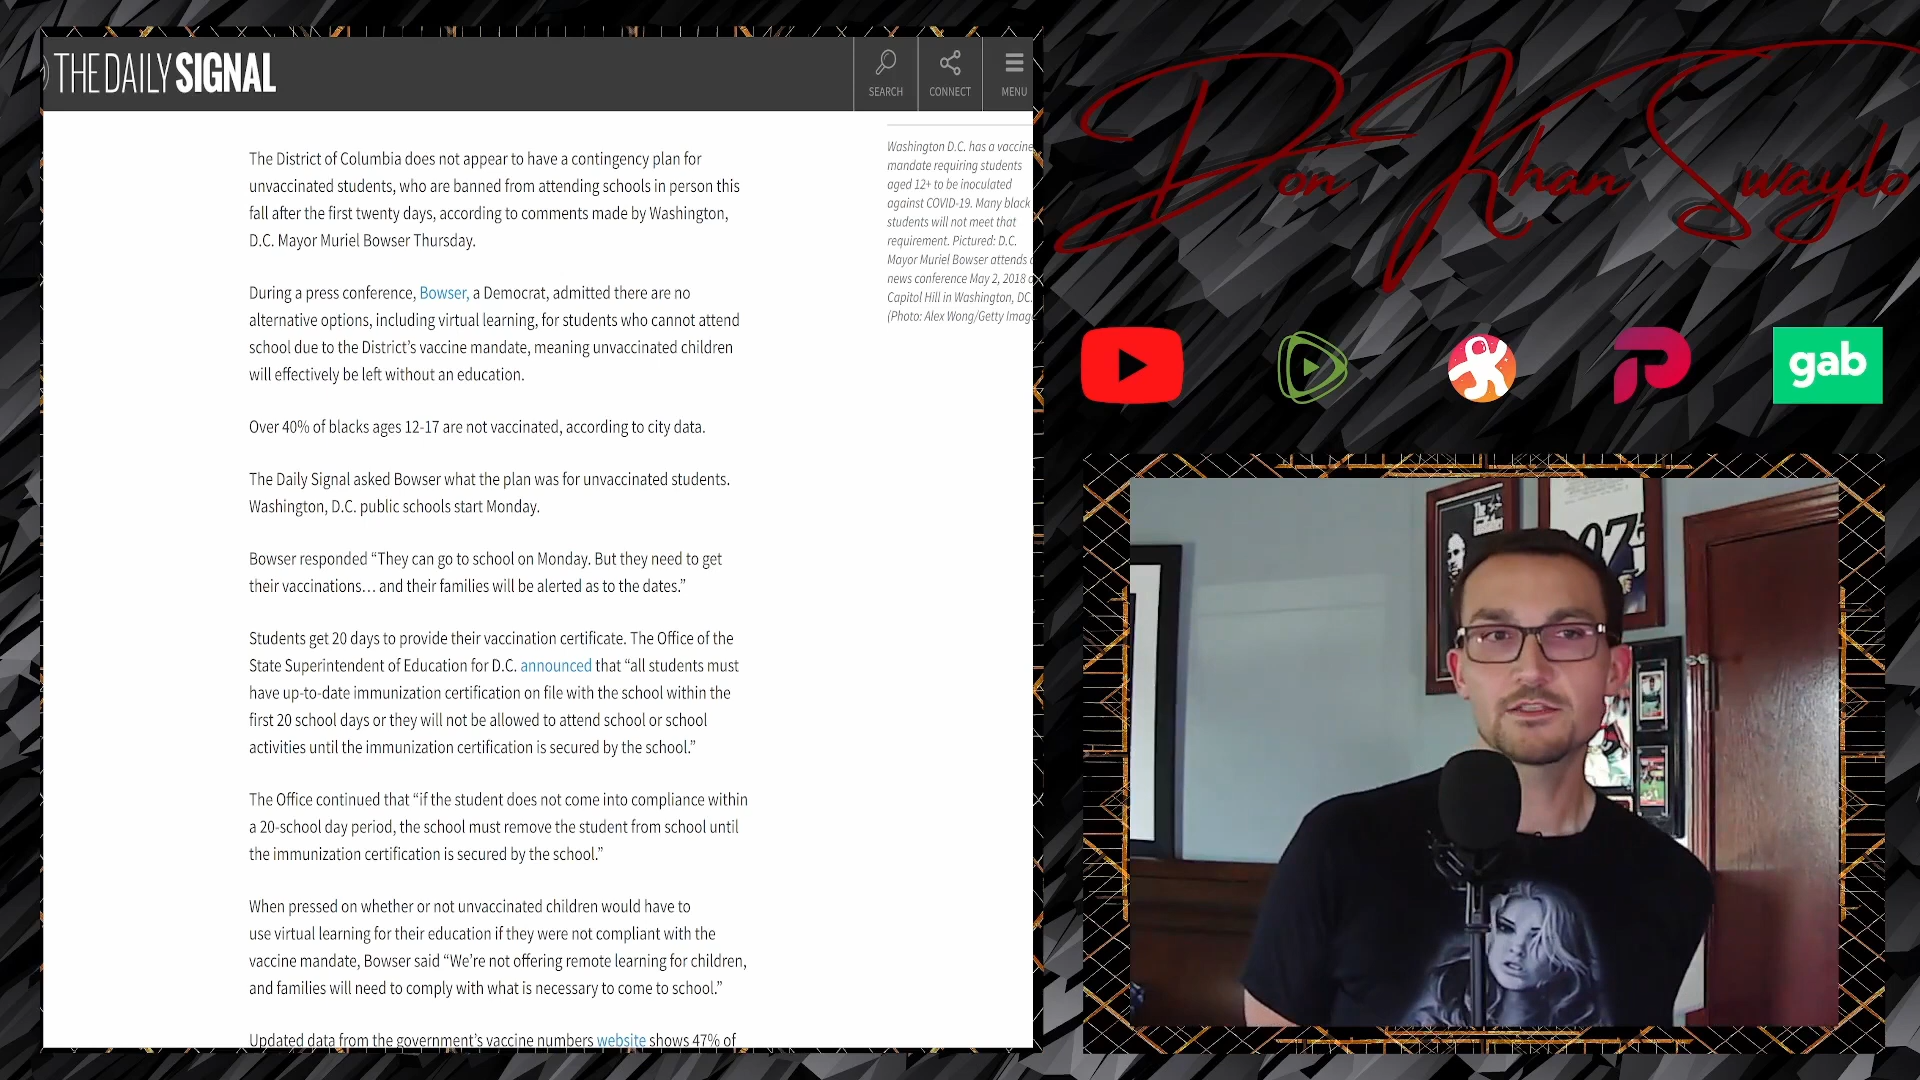 THE DAILY SIGNAL
SEARCH
CONNECT
MENU
The District of Columbia does not appear to have a contingency plan for
unvaccinated students, who are banned from attending schools in person this
fall after the first twenty days, according to comments made by Washington,
D.C. Mayor Muriel Bowser Thursday.
During a press conference, Bowser, a Democrat, admitted there are no
alternative options, including virtual learning, for students who cannot attend
school due to the District’s vaccine mandate, meaning unvaccinated children
will effectively be left without an education.
Over 40% of blacks ages 12-17 are not vaccinated, according to city data.
The Daily Signal asked Bowser what the plan was for unvaccinated students.
Washington, D.C. public schools start Monday.
Bowser responded “They can go to school on Monday. But they need to get
their vaccinations… and their families will be alerted as to the dates.”
Students get 20 days to provide their vaccination certificate. The Office of the
State Superintendent of Education for D.C. announced that “all students must
have up-to-date immunization certification on file with the school within the
first 20 school days or they will not be allowed to attend school or school
activities until the immunization certification is secured by the school.”
The Office continued that “if the student does not come into compliance within
a 20-school day period, the school must remove the student from school until
the immunization certification is secured by the school.”
When pressed on whether or not unvaccinated children would have to
use virtual learning for their education if they were not compliant with the
vaccine mandate, Bowser said “We’re not offering remote learning for children,
and families will need to comply with what is necessary to come to school.”
Updated data from the government’s vaccine numbers website shows 47% of
Washington D.C. has a vaccine
mandate requiring students
aged 12+ to be inoculated
against COVID-19. Many black
students will not meet that
requirement. Pictured: D.C.
Mayor Muriel Bowser attends
news conference May 2, 2018
Capitol Hill in Washington, DC.
(Photo: Alex Wong/Getty Imag
Don Khan Swaylo
gab
007